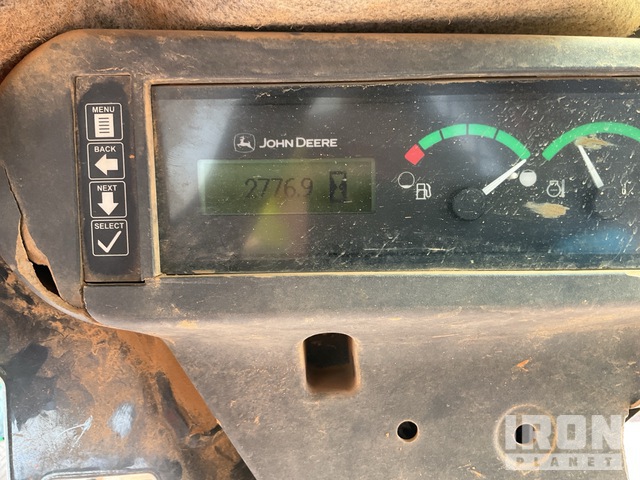 MENU
BACK
NEXT
SELECT
JOHN DEERE
2776.9
IRON
PLANET